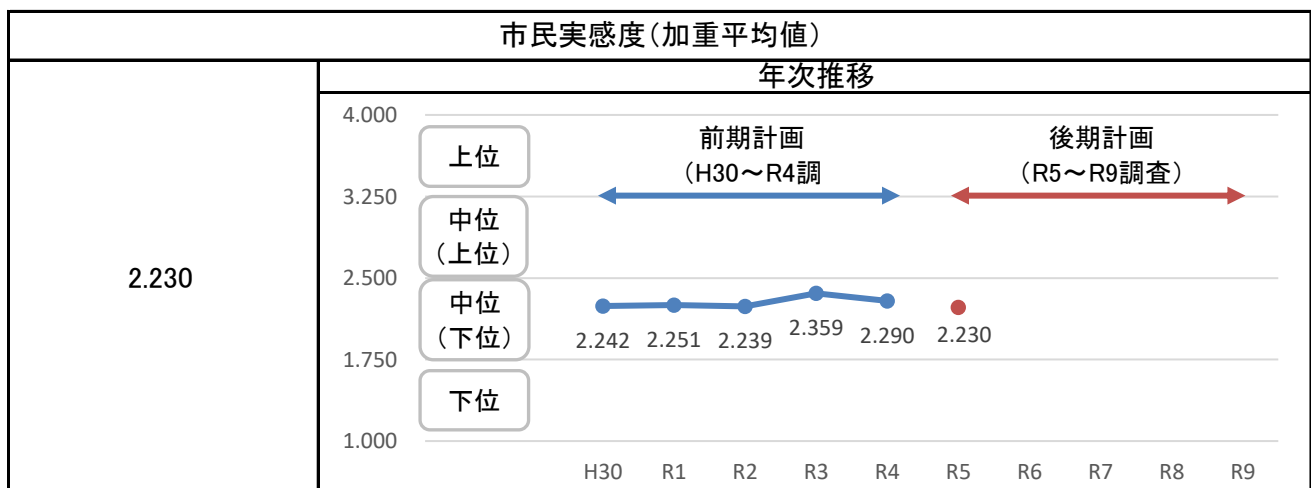 市民実感度（加重平均値）
2.230
年次推移
4.000
3.250
2.500
1.750
1.000
上位
中位
（上位）
中位
（下位）
下位
前期計画
（H30～R4調
後期計画
（R5～R9調査）
2.242 2.251 2.239 2.359 2.290 2.230
H30 R1 R2 R3 R4 R5 R6 R7 R8 R9